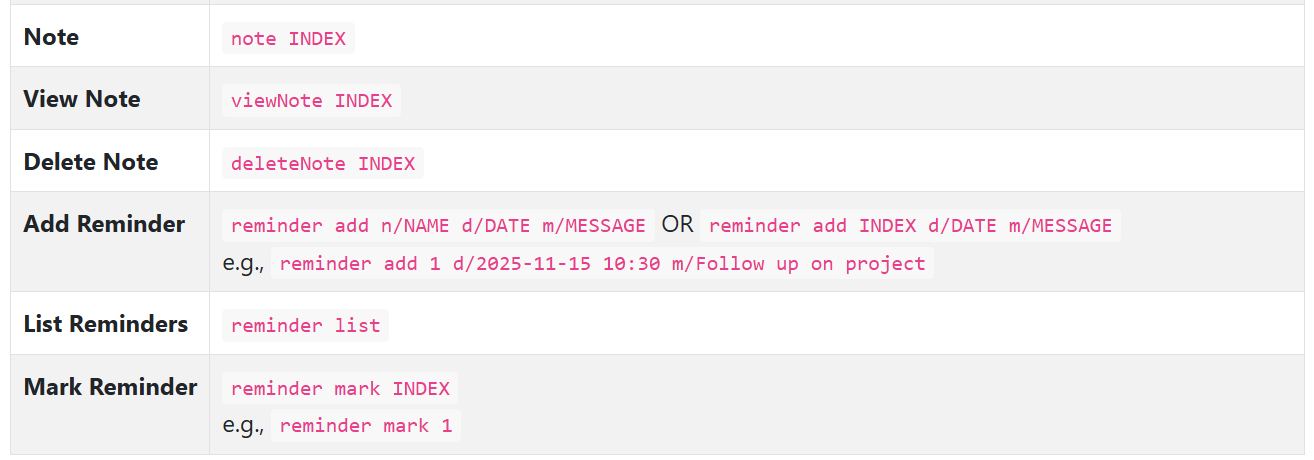 Note note INDEX
View Note viewNote INDEX
Delete Note deleteNote INDEX
Add Reminder reminder add n/NAME d/DATE m/MESSAGE OR reminder add INDEX d/DATE m/MESSAGE
e.g., reminder add 1 d/2025-11-15 10:30 m/Follow up on project
List Reminders reminder list
Mark Reminder reminder mark INDEX
e.g., reminder mark 1